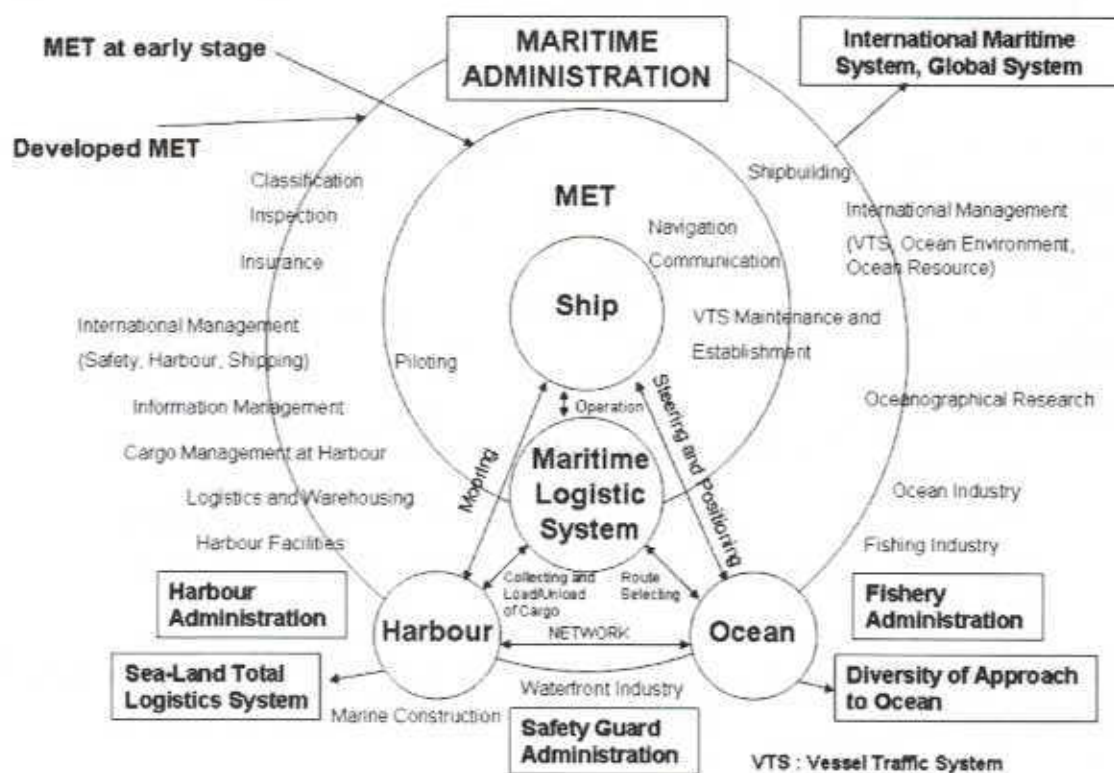 MET at early stage
MARITIME
ADMINISTRATION
International Maritime
System, Global System
Developed MET
Classification
Inspection
Insurance
MET
Shipbuilding
Navigation
Communication
International Management
(VTS, Ocean Environment,
Ocean Resource)
Ship
International Management
(Safety, Harbour, Shipping)
Piloting
VTS Maintenance and
Establishment
Operation
Information Management
Oceanographical Research
Cargo Management at Harbour
Mooring
Maritime
Logistic
System
Steering and Positioning
Logistics and Warehousing
Ocean Industry
Harbour Facilities
Fishing Industry
Harbour
Administration
Collecting and
Load/Unload
of Cargo
Route
Selecting
Fishery
Administration
Harbour
NETWORK
Ocean
Sea-Land Total
Logistics System
Waterfront Industry
Diversity of Approach
to Ocean
Marine Construction
Safety Guard
Administration
VTS : Vessel Traffic System